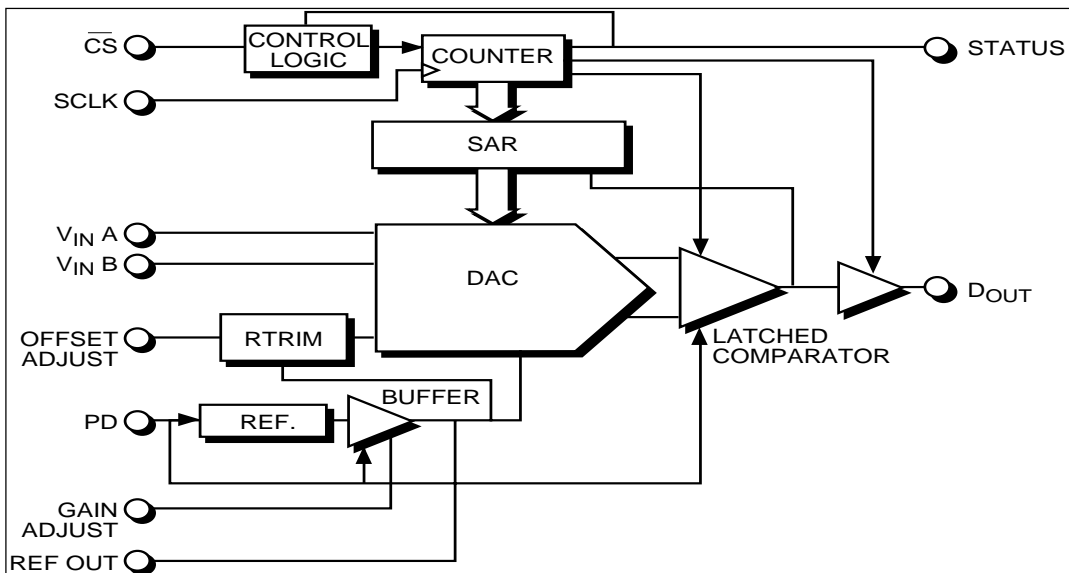 CS
CONTROL
LOGIC
COUNTER
STATUS
SCLK
SAR
VIN A
VIN B
DAC
DOUT
OFFSET
ADJUST
RTRIM
LATCHED
COMPARATOR
BUFFER
PD
REF.
GAIN
ADJUST
REF OUT